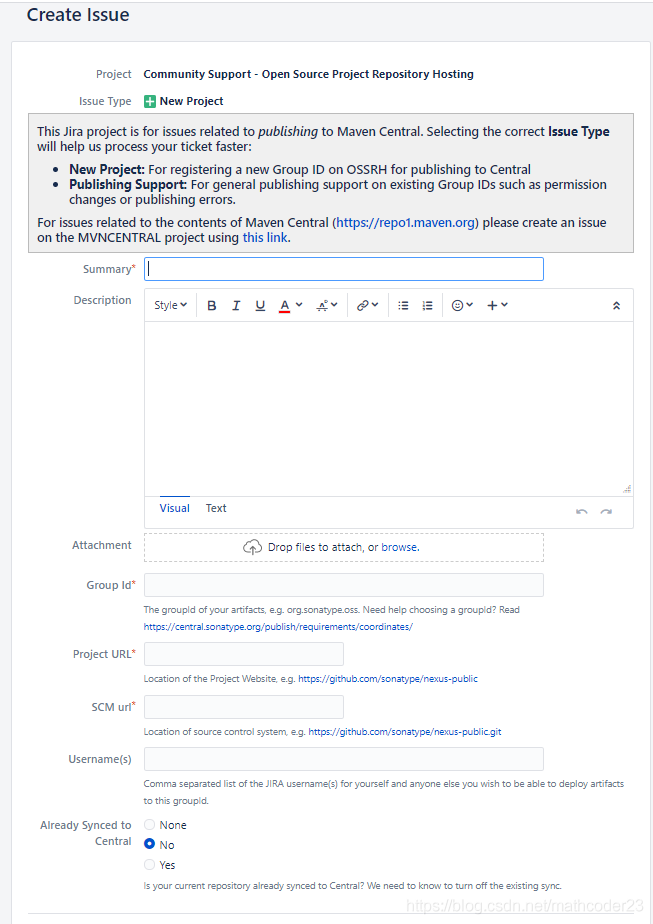 Create Issue
Project Community Support - Open Source Project Repository Hosting
Issue Type New Project
This Jira project is for issues related to publishing to Maven Central. Selecting the correct Issue Type
will help us process your ticket faster:
• New Project: For registering a new Group ID on OSSRH for publishing to Central
• Publishing Support: For general publishing support on existing Group IDs such as permission
changes or publishing errors.
For issues related to the contents of Maven Central (https://repo1.maven.org) please create an issue
on the MVNCENTRAL project using this link.
Summary*
Description
Style B I U A
Visual Text
Attachment Drop files to attach, or browse.
Group Id*
The groupId of your artifacts, e.g. org.sonatype.oss. Need help choosing a groupId? Read
https://central.sonatype.org/publish/requirements/coordinates/
Project URL*
Location of the Project Website, e.g. https://github.com/sonatype/nexus-public
SCM url*
Location of source control system, e.g. https://github.com/sonatype/nexus-public.git
Username(s)
Comma separated list of the JIRA username(s) for yourself and anyone else you wish to be able to deploy artifacts
to this groupId.
Already Synced to
Central
None
No
Yes
Is your current repository already synced to Central? We need to know to turn off the existing sync.
https://blog.csdn.net/mathcoder23